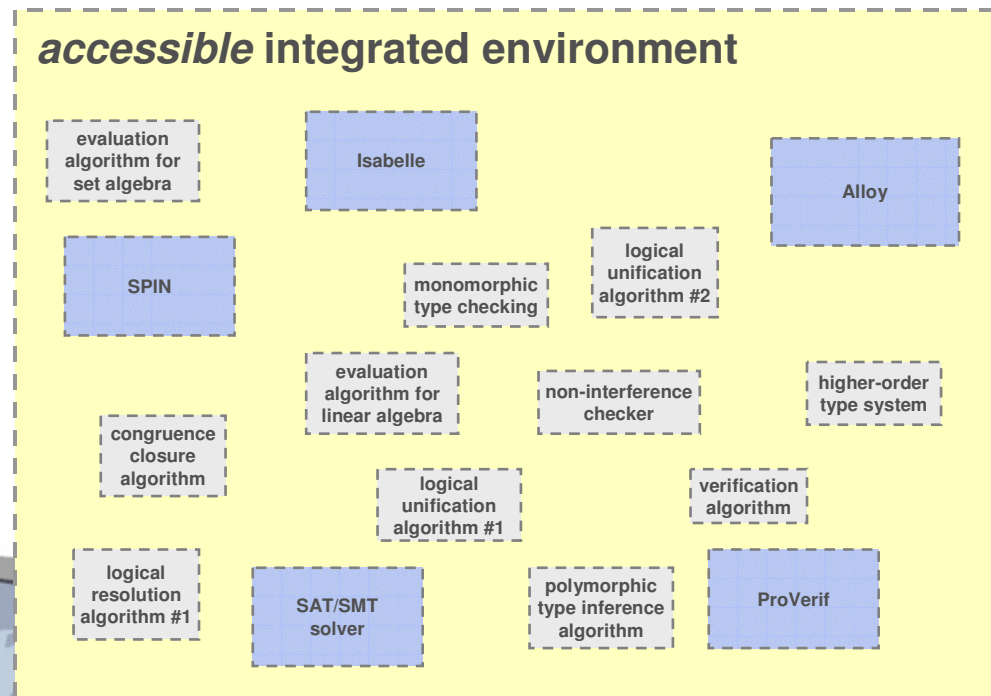 accessible integrated environment
evaluation
algorithm for
set algebra
Isabelle
Alloy
SPIN
monomorphic
type checking
logical
unification
algorithm #2
evaluation
algorithm for
linear algebra
non-interference
checker
higher-order
type system
congruence
closure
algorithm
logical
unification
algorithm #1
verification
algorithm
logical
resolution
algorithm #1
SAT/SMT
solver
polymorphic
type inference
algorithm
ProVerif